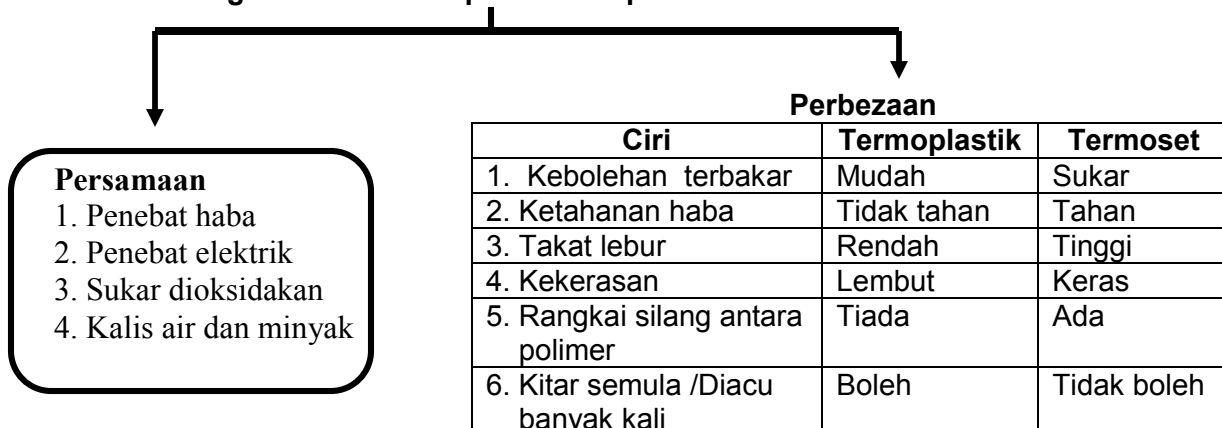 Persamaan
1. Penebat haba
2. Penebat elektrik
3. Sukar dioksidakan
4. Kalis air dan minyak
Perbezaan
Ciri Termoplastik Termoset
1. Kebolehan terbakar Mudah Sukar
2. Ketahanan haba Tidak tahan Tahan
3. Takat lebur Rendah Tinggi
4. Kekerasan Lembut Keras
5. Rangkai silang antara Tiada Ada
polimer
6. Kitar semula /Diacu Boleh Tidak boleh
banyak kali